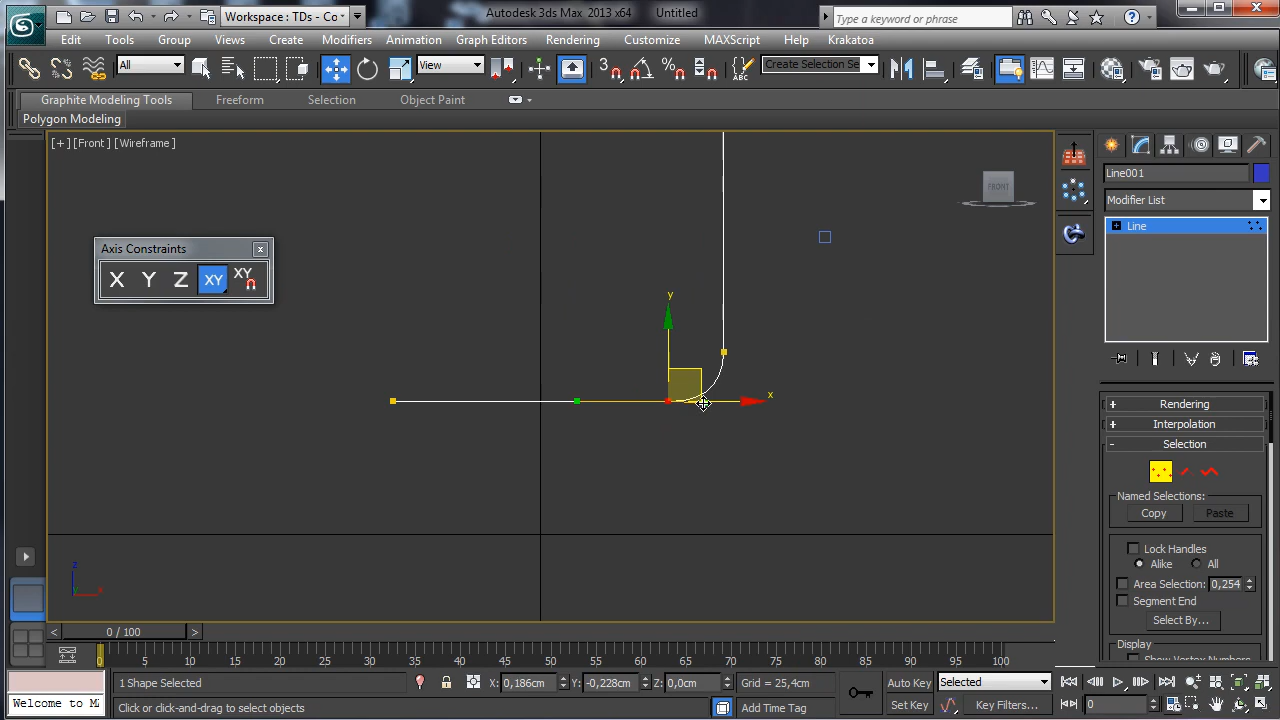 Workspace : TDs - Co
Autodesk 3ds Max 2013 x64 Untitled
Type a keyword or phrase
Edit Tools Group Views Create Modifiers Animation Graph Editors Rendering Customize MAXScript Help Krakatoa
All View 3 % ABC Create Selection Se
Graphite Modeling Tools Freeform Selection Object Paint
Polygon Modeling
[+] [Front] [Wireframe]
FRONT
Line001
Modifier List
Line
Axis Constraints
X Y Z XY XY
y
x
z
y x
+ Rendering
+ Interpolation
- Selection
Named Selections:
Copy Paste
Lock Handles
Alike All
Area Selection: 0,254
Segment End
Select By...
Display
< 0 / 100 >
0 5 10 15 20 25 30 35 40 45 50 55 60 65 70 75 80 85 90 95 100
1 Shape Selected X: 0,186cm Y: -0,228cm Z: 0,0cm Grid = 25,4cm Auto Key Selected
Welcome to MA Click or click-and-drag to select objects Add Time Tag Set Key Key Filters... 0